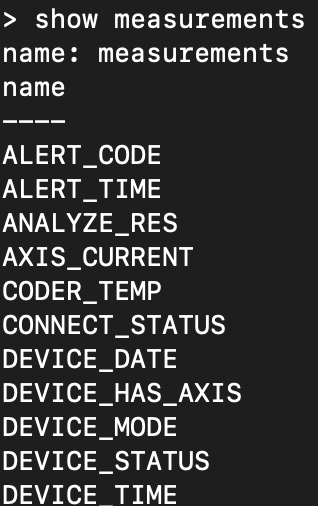 > show measurements
name: measurements
name
----
ALERT_CODE
ALERT_TIME
ANALYZE_RES
AXIS_CURRENT
CODER_TEMP
CONNECT_STATUS
DEVICE_DATE
DEVICE_HAS_AXIS
DEVICE_MODE
DEVICE_STATUS
DEVICE_TIME